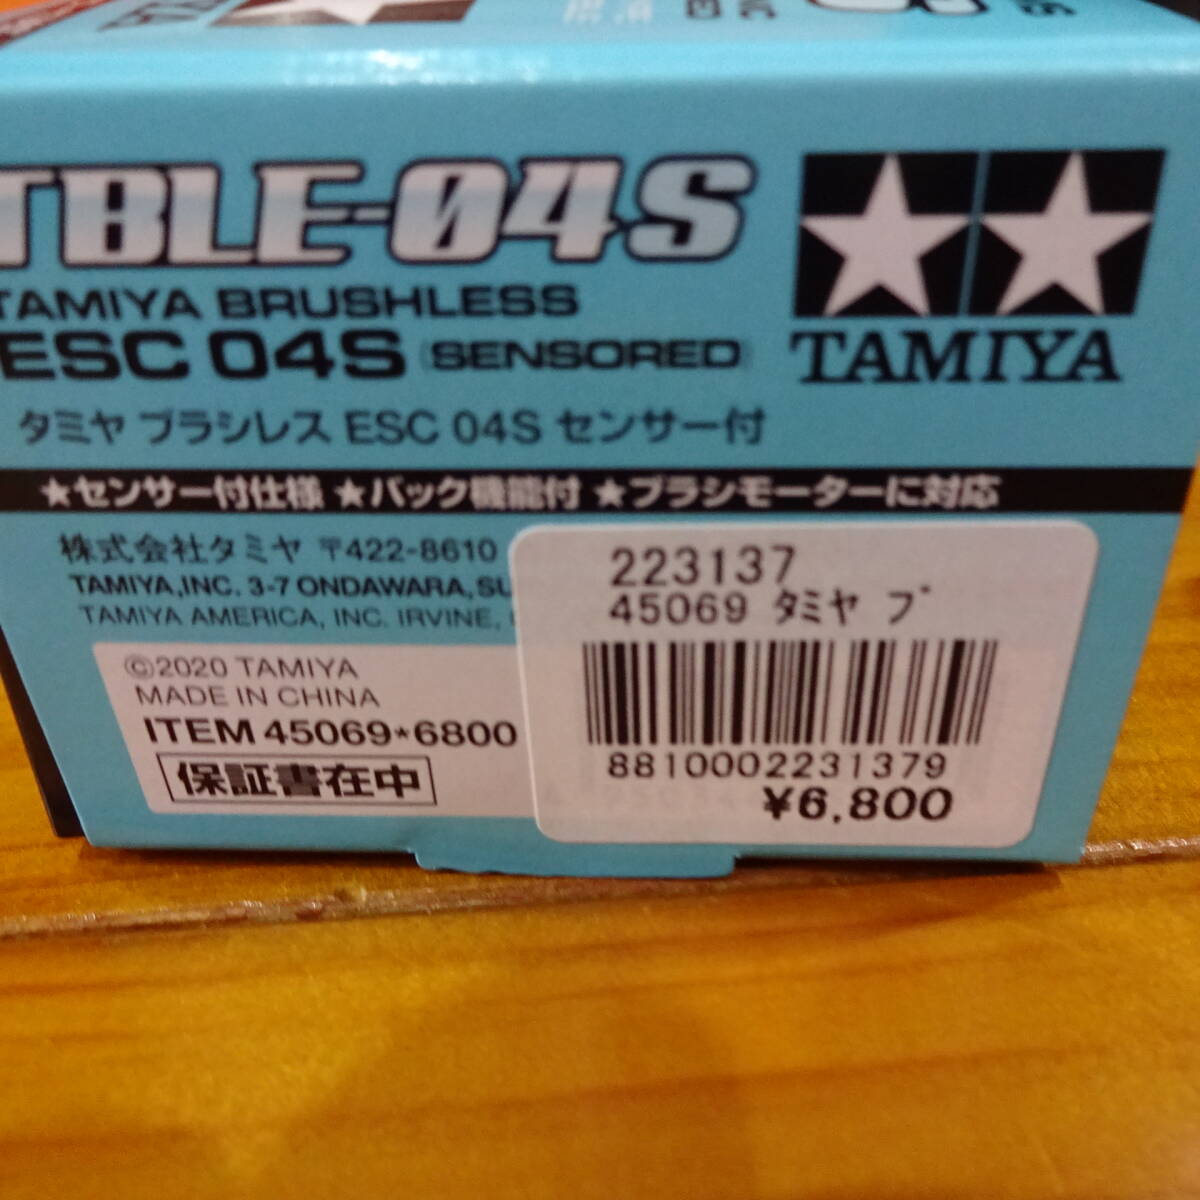 TBLE-04S
TAMIYA BRUSHLESS
ESC 04S (SENSORED)
TAMIYA
タミヤ ブラシレス ESC 04S センサー付
★センサー付仕様 ★バック機能付 ★ブラシモーターに対応
株式会社タミヤ 〒422-8610
TAMIYA,INC. 3-7 ONDAWARA,
TAMIYA AMERICA, INC. IRVINE,
©2020 TAMIYA
MADE IN CHINA
ITEM 45069*6800
保証書在中
223137
45069 ﾀﾐﾔ ﾌﾞ
8810002231379
¥6,800